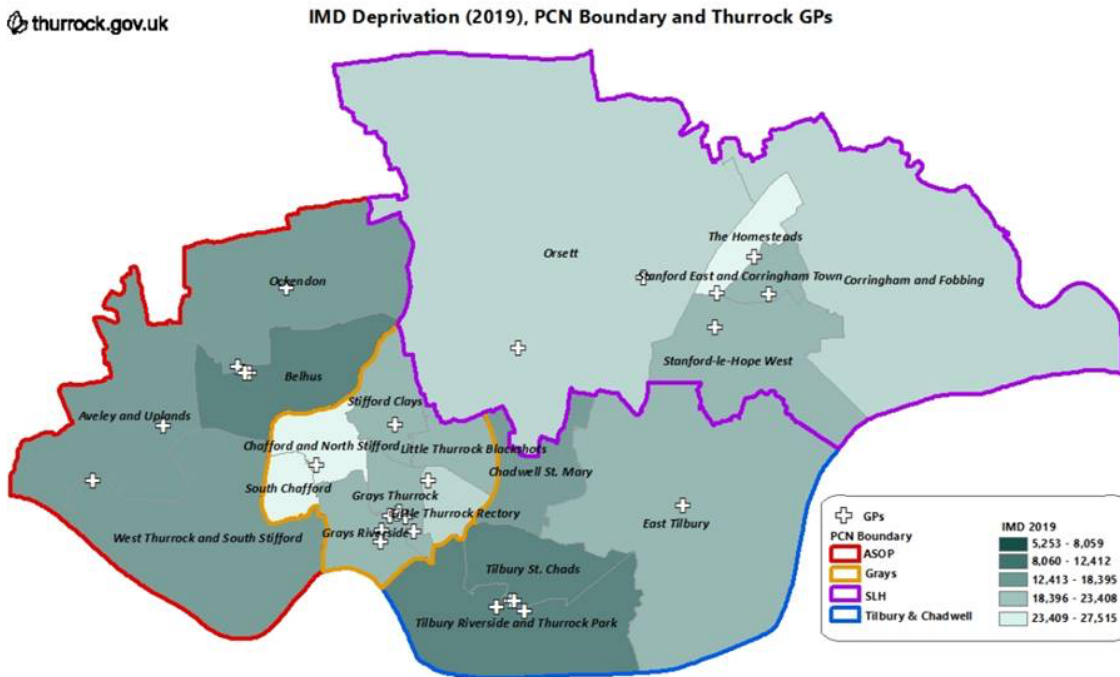 thurrock.gov.uk
IMD Deprivation (2019), PCN Boundary and Thurrock GPs
Orsett
The Homesteads
Ockendon
Stanford East and Corringham Town
Corringham and Fobbing
Stanford-le-Hope West
Belhus
Stifford Clays
Aveley and Uplands
Chafford and North Stifford
Little Thurrock Blackshots
Chadwell St. Mary
South Chafford
Grays Thurrock
Little Thurrock Rectory
East Tilbury
West Thurrock and South Stifford
Grays Riverside
Tilbury St. Chads
Tilbury Riverside and Thurrock Park
GPs
PCN Boundary
ASOP
Grays
SLH
Tilbury & Chadwell
IMD 2019
5,253 - 8,059
8,060 - 12,412
12,413 - 18,395
18,396 - 23,408
23,409 - 27,515